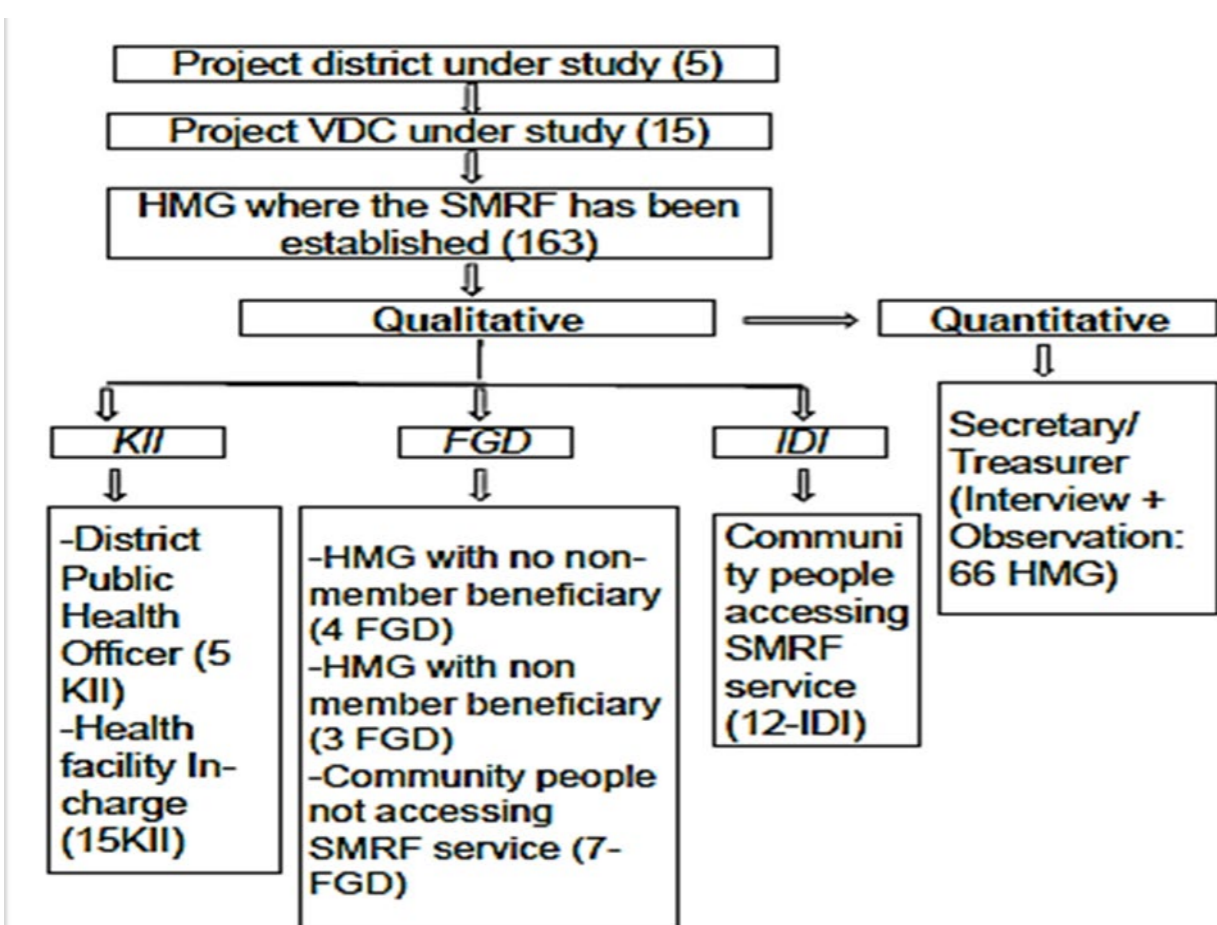 Project district under study (5)
Project VDC under study (15)
HMG where the SMRF has been
established (163)
Qualitative
Quantitative
KII
FGD
IDI
-District
Public
Health
Officer (5
KII)
-Health
facility In-
charge
(15KII)
-HMG with no non-
member beneficiary
(4 FGD)
-HMG with non
member beneficiary
(3 FGD)
-Community people
not accessing
SMRF service (7-
FGD)
Communi
ty people
accessing
SMRF
service
(12-IDI)
Secretary/
Treasurer
(Interview +
Observation:
66 HMG)